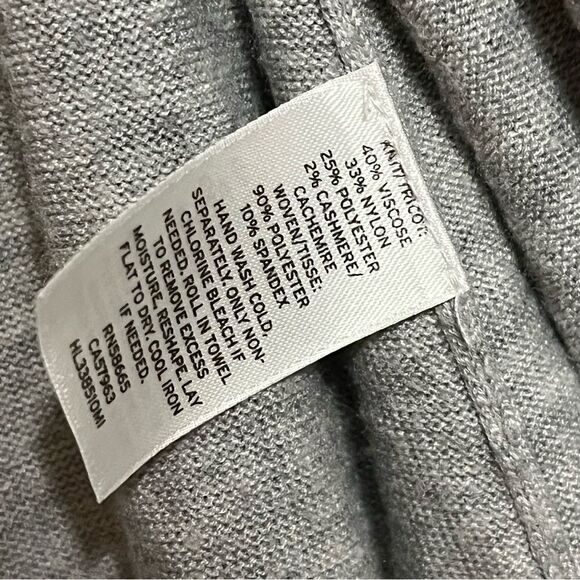 KNIT/TRICOT:
40% VISCOSE
33% NYLON
25% POLYESTER
2% CASHMERE/
CACHEMIRE
WOVEN/TISSE:
90% POLYESTER
10% SPANDEX
HAND WASH COLD,
SEPARATELY. ONLY NON-
CHLORINE BLEACH IF
NEEDED. ROLL IN TOWEL
TO REMOVE EXCESS
MOISTURE, RESHAPE, LAY
FLAT TO DRY. COOL IRON
IF NEEDED.
RN58665
CA57963
HL33851OMI